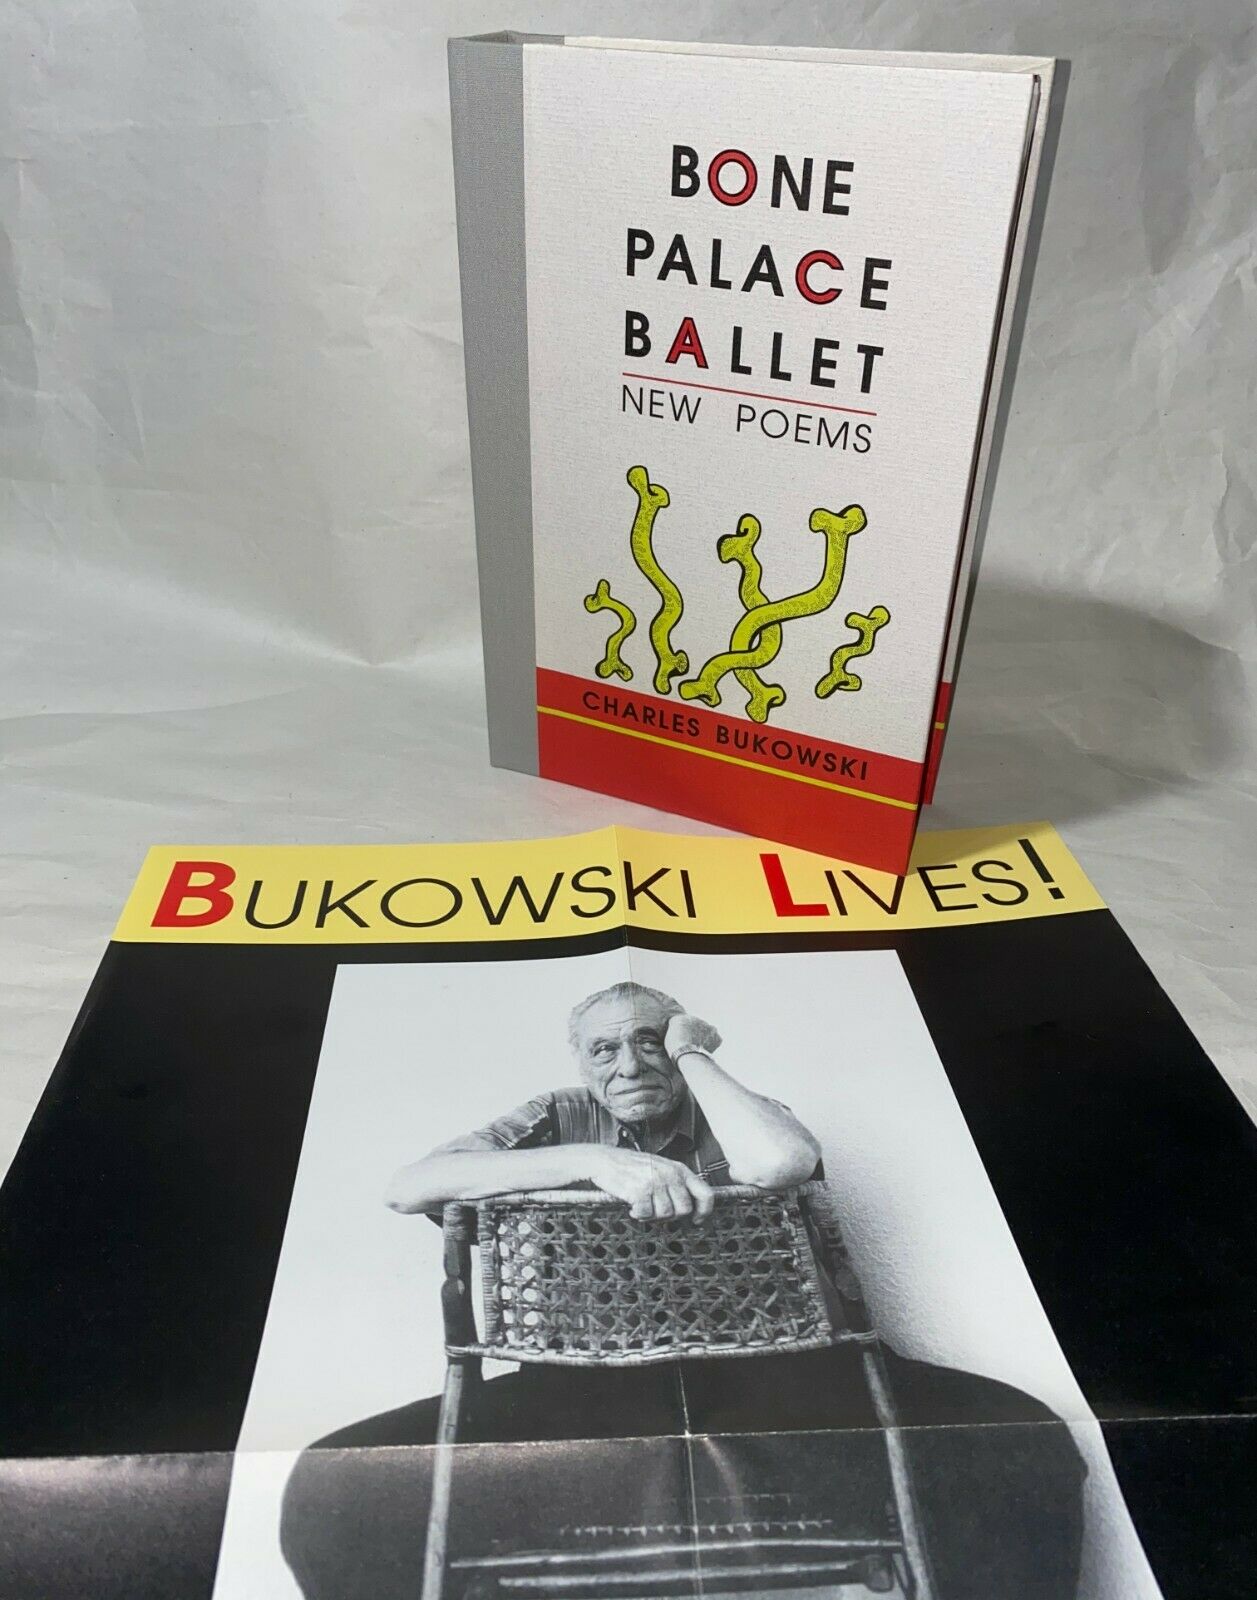 BONE
PALACE
BALLET
NEW POEMS
CHARLES BUKOWSKI
BUKOWSKI LIVES!